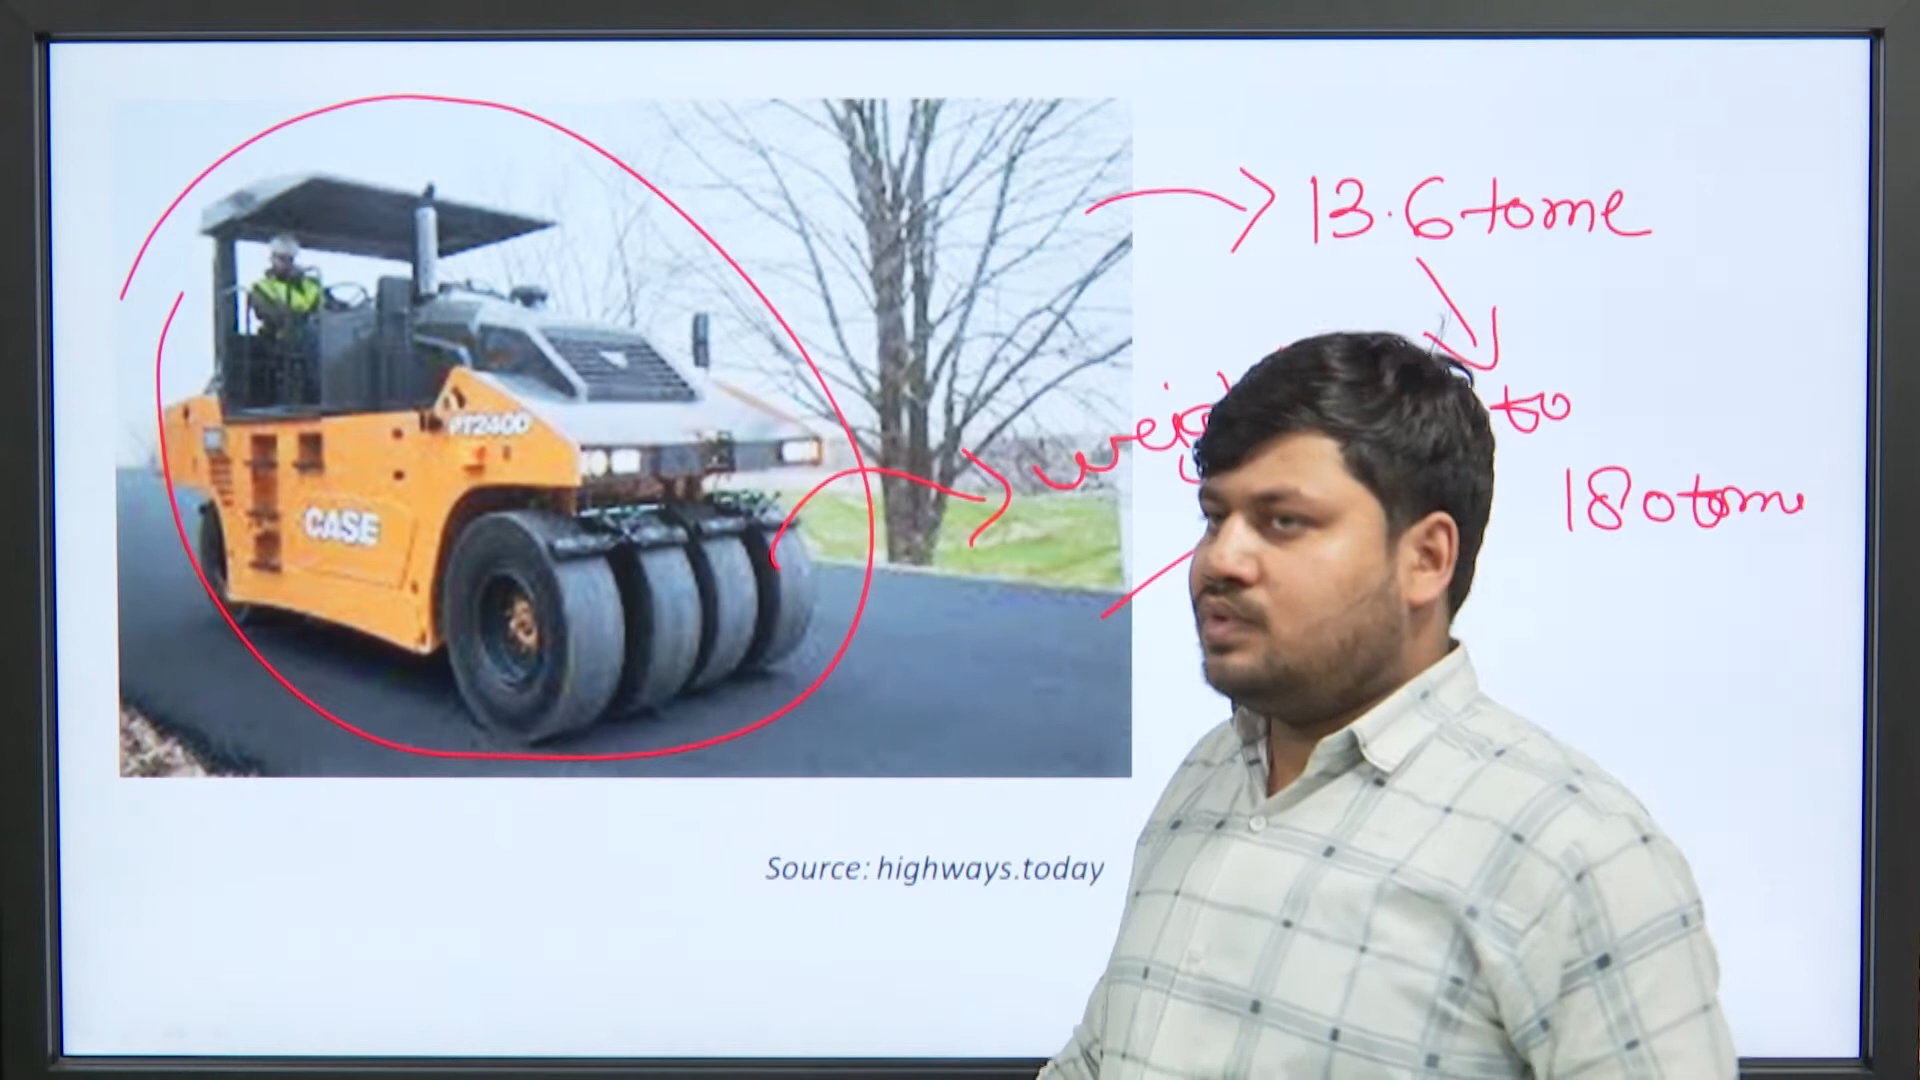 13.6 tonne
to
180 tonne
PT240D
CASE
Source: highways.today